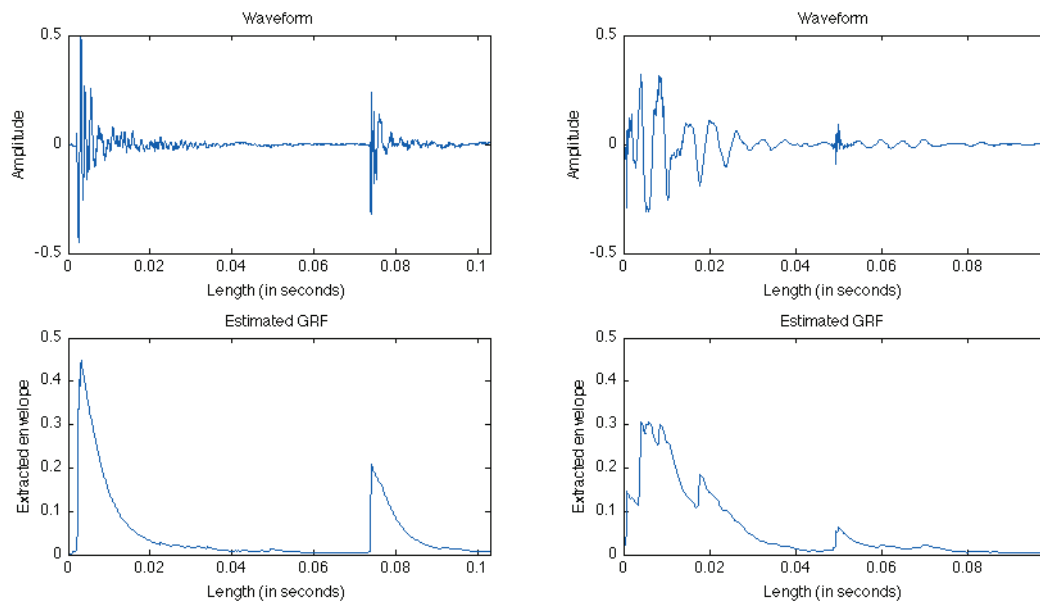 Waveform
0.5
0
-0.5
Amplitude
0 0.02 0.04 0.06 0.08 0.1
Length (in seconds)
Waveform
0.5
0
-0.5
Amplitude
0 0.02 0.04 0.06 0.08
Length (in seconds)
Estimated GRF
0.5
0.4
0.3
0.2
0.1
0
Extracted envelope
0 0.02 0.04 0.06 0.08 0.1
Length (in seconds)
Estimated GRF
0.5
0.4
0.3
0.2
0.1
0
Extracted envelope
0 0.02 0.04 0.06 0.08
Length (in seconds)